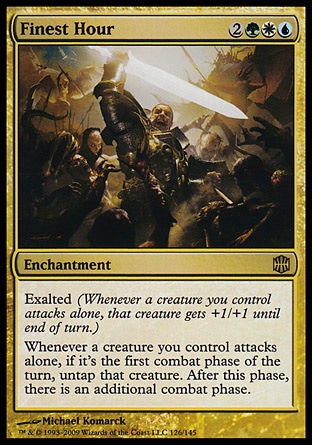 Finest Hour 2
Enchantment
Exalted (Whenever a creature you control
attacks alone, that creature gets +1/+1 until
end of turn.)
Whenever a creature you control attacks
alone, if it's the first combat phase of the
turn, untap that creature. After this phase,
there is an additional combat phase.
Michael Komarck
™ & © 1993–2009 Wizards of the Coast LLC 126/145